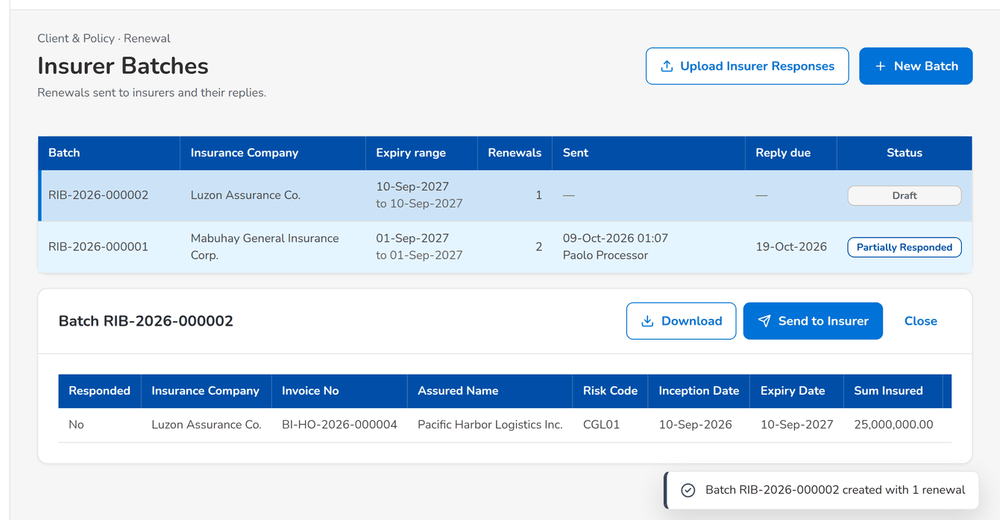 Client & Policy · Renewal
Insurer Batches
Renewals sent to insurers and their replies.
Upload Insurer Responses
+ New Batch
Batch Insurance Company Expiry range Renewals Sent Reply due Status
RIB-2026-000002 Luzon Assurance Co. 10-Sep-2027 1 — — Draft
to 10-Sep-2027
RIB-2026-000001 Mabuhay General Insurance 01-Sep-2027 2 09-Oct-2026 01:07 19-Oct-2026 Partially Responded
Corp. to 01-Sep-2027 Paolo Processor
Batch RIB-2026-000002 Download Send to Insurer Close
Responded Insurance Company Invoice No Assured Name Risk Code Inception Date Expiry Date Sum Insured
No Luzon Assurance Co. BI-HO-2026-000004 Pacific Harbor Logistics Inc. CGL01 10-Sep-2026 10-Sep-2027 25,000,000.00
Batch RIB-2026-000002 created with 1 renewal